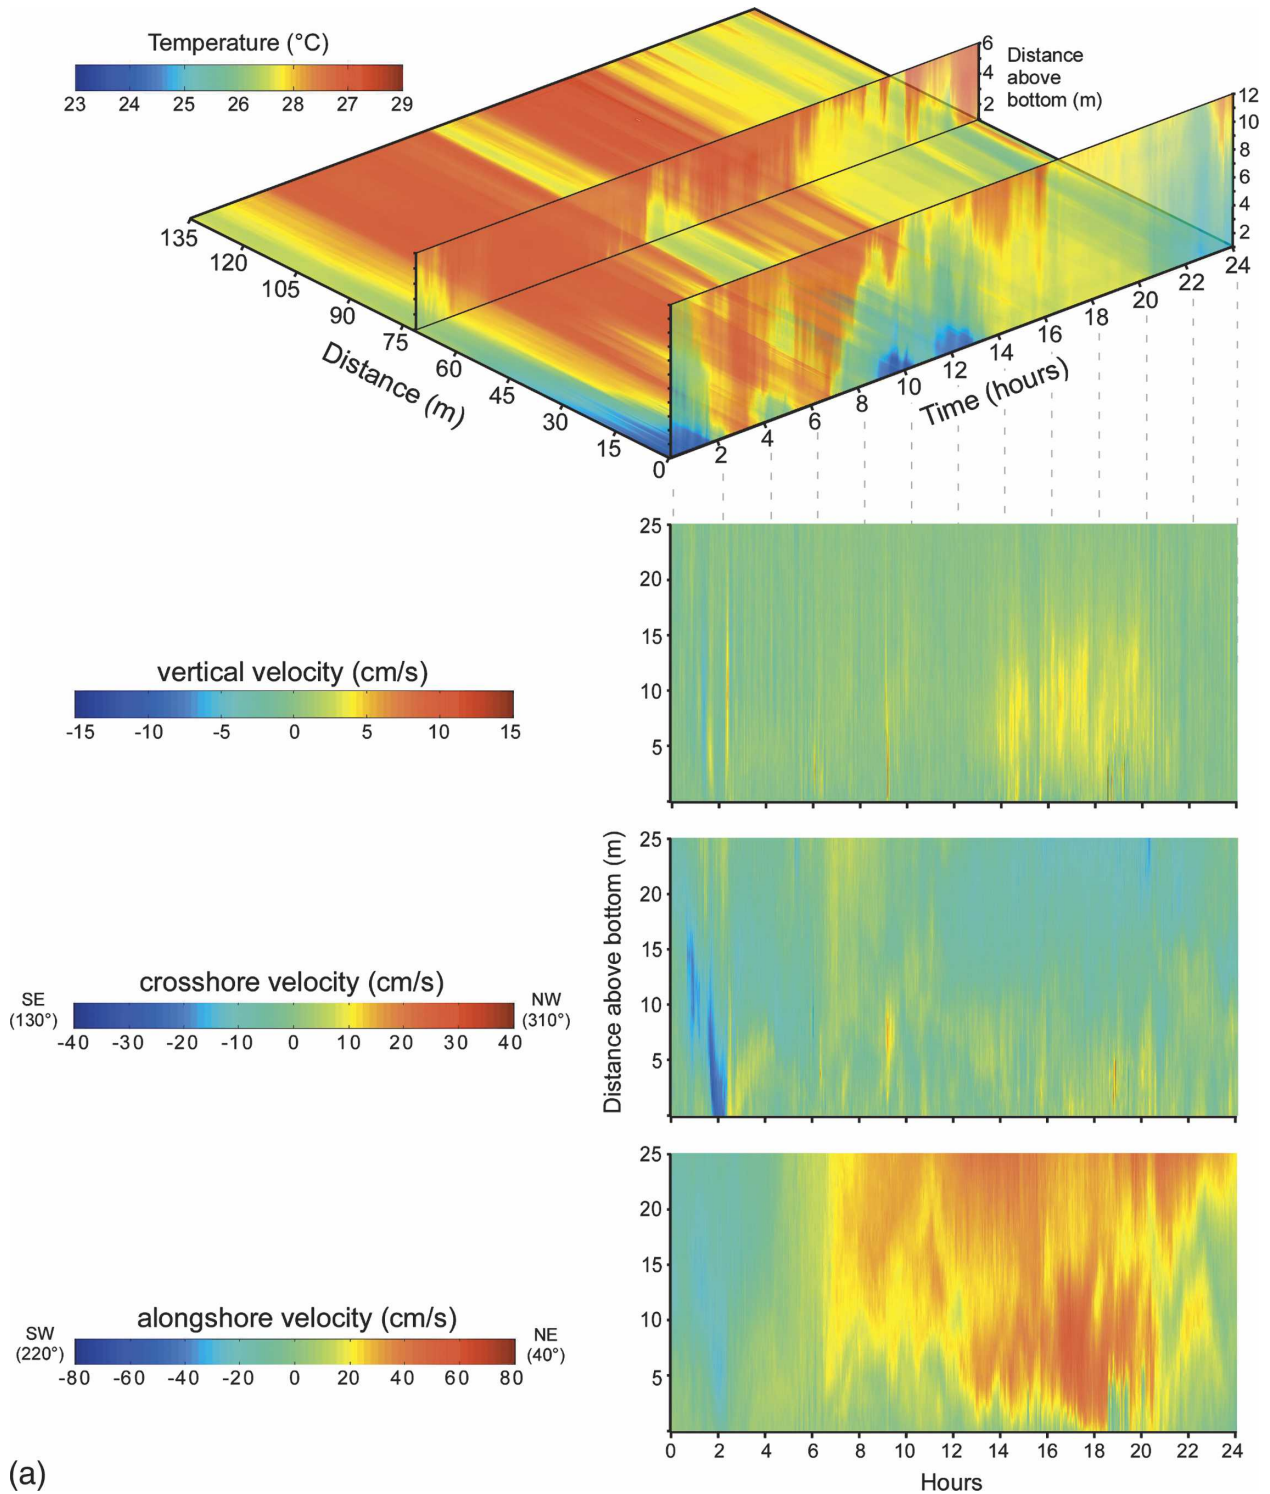 Temperature (°C)
23 24 25 26 28 27 29
6
4
2
Distance
above
bottom (m)
12
10
8
6
4
2
135
120
105
90
75
60
45
30
15
0
Distance (m)
2
4
6
8
10
12
14
16
18
20
22
24
Time (hours)
25
20
15
10
5
vertical velocity (cm/s)
-15 -10 -5 0 5 10 15
25
20
15
10
5
Distance above bottom (m)
crosshore velocity (cm/s)
SE
(130°)
NW
(310°)
-40 -30 -20 -10 0 10 20 30 40
25
20
15
10
5
alongshore velocity (cm/s)
SW
(220°)
NE
(40°)
-80 -60 -40 -20 0 20 40 60 80
0 2 4 6 8 10 12 14 16 18 20 22 24
Hours
(a)